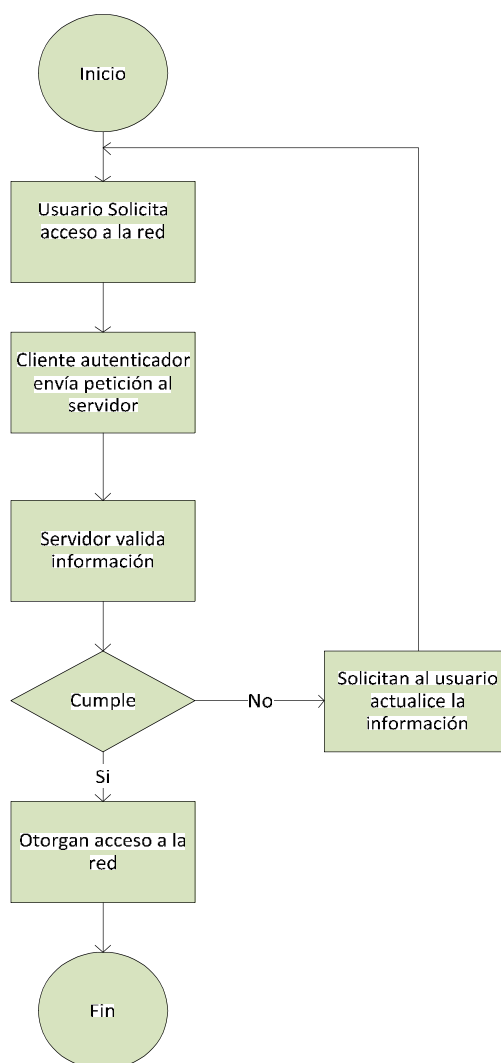 Inicio
Usuario Solicita
acceso a la red
Cliente autenticador
envía petición al
servidor
Servidor valida
información
Cumple
No
Solicitan al usuario
actualice la
información
Si
Otorgan acceso a la
red
Fin